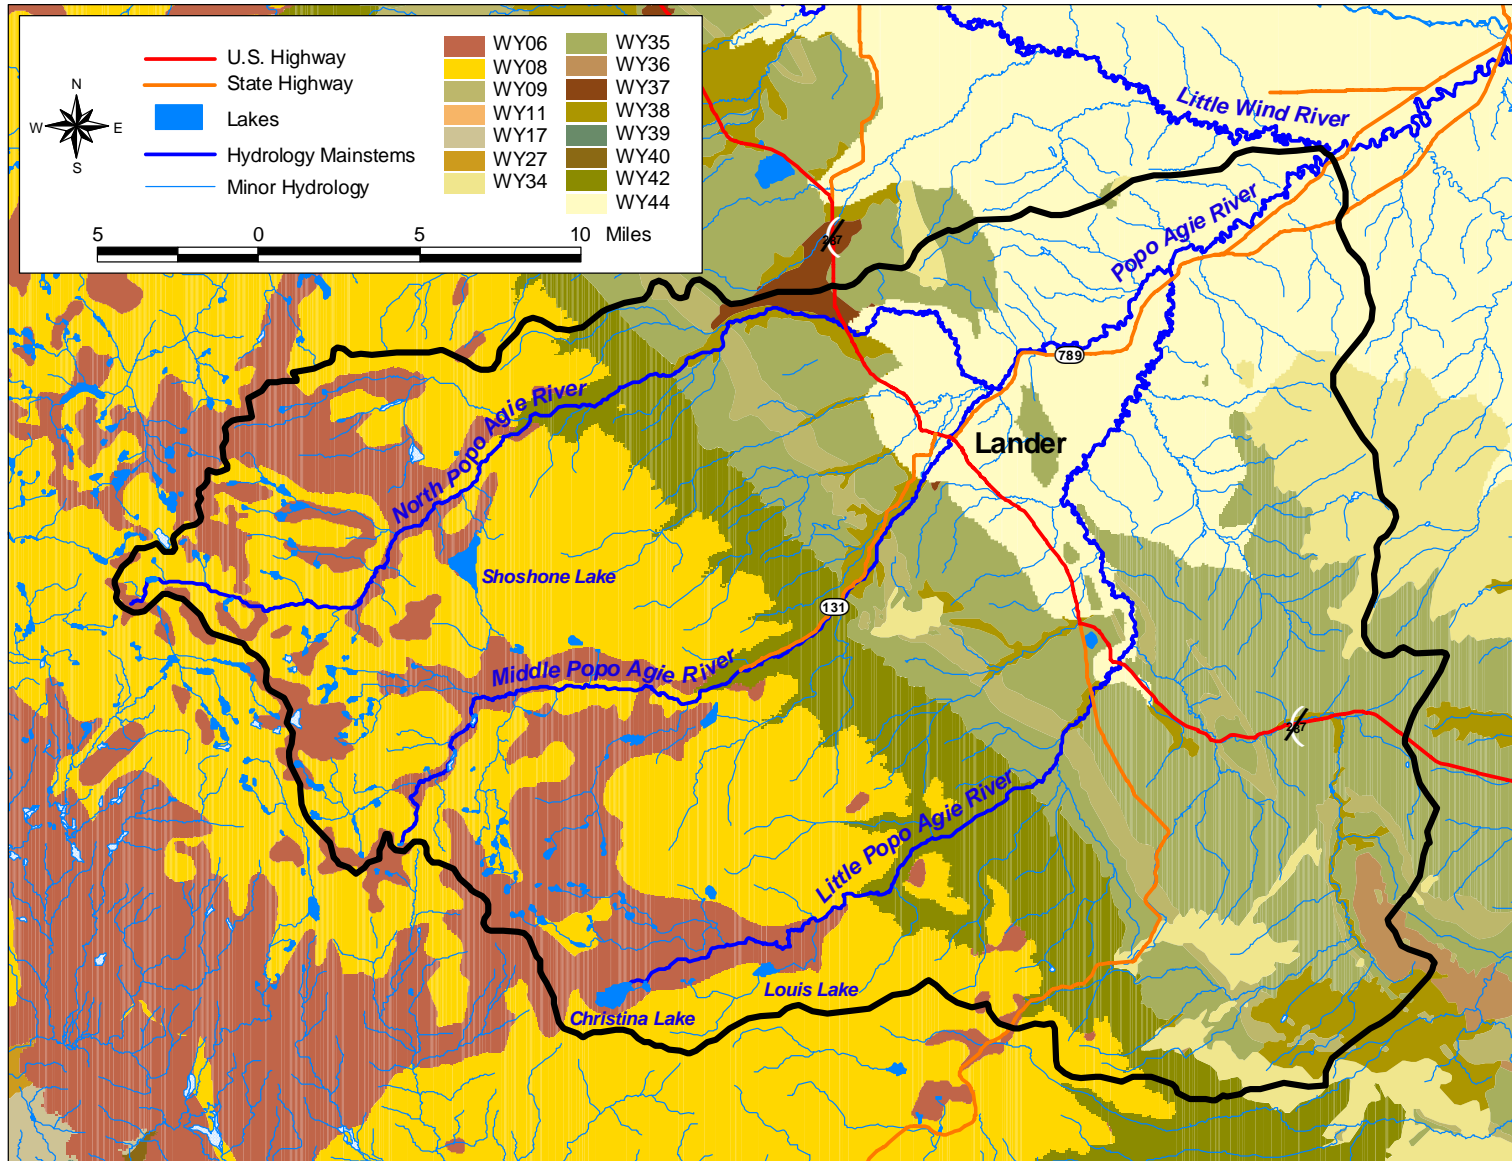 U.S. Highway
State Highway
Lakes
Hydrology Mainstems
Minor Hydrology
N
W E
S
WY06
WY08
WY09
WY11
WY17
WY27
WY34
WY35
WY36
WY37
WY38
WY39
WY40
WY42
WY44
5 0 5 10 Miles
Little Wind River
Popo Agie River
287
789
North Popo Agie River
Lander
Shoshone Lake
131
Middle Popo Agie River
287
Little Popo Agie River
Louis Lake
Christina Lake